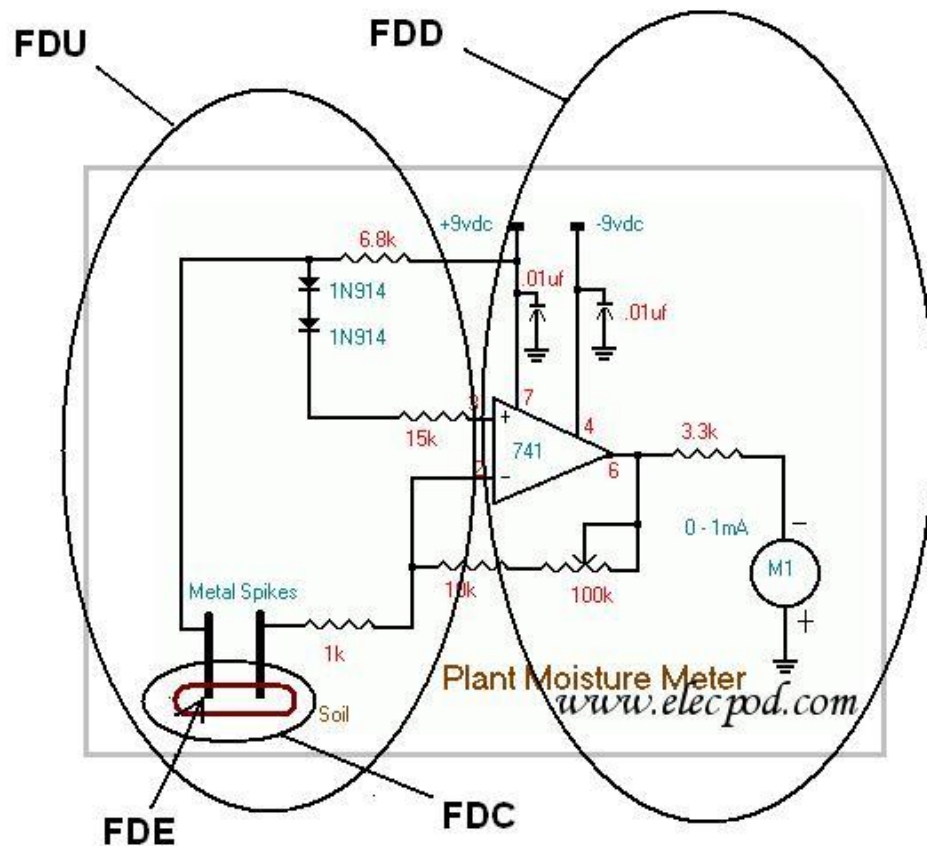 FDU
FDD
+9vdc
-9vdc
6.8k
.01uf
.01uf
1N914
1N914
3
7
4
15k
+
741
6
3.3k
2
−
0 - 1mA
−
10k
100k
M1
+
Metal Spikes
1k
Plant Moisture Meter
www.elecpod.com
Soil
FDE
FDC